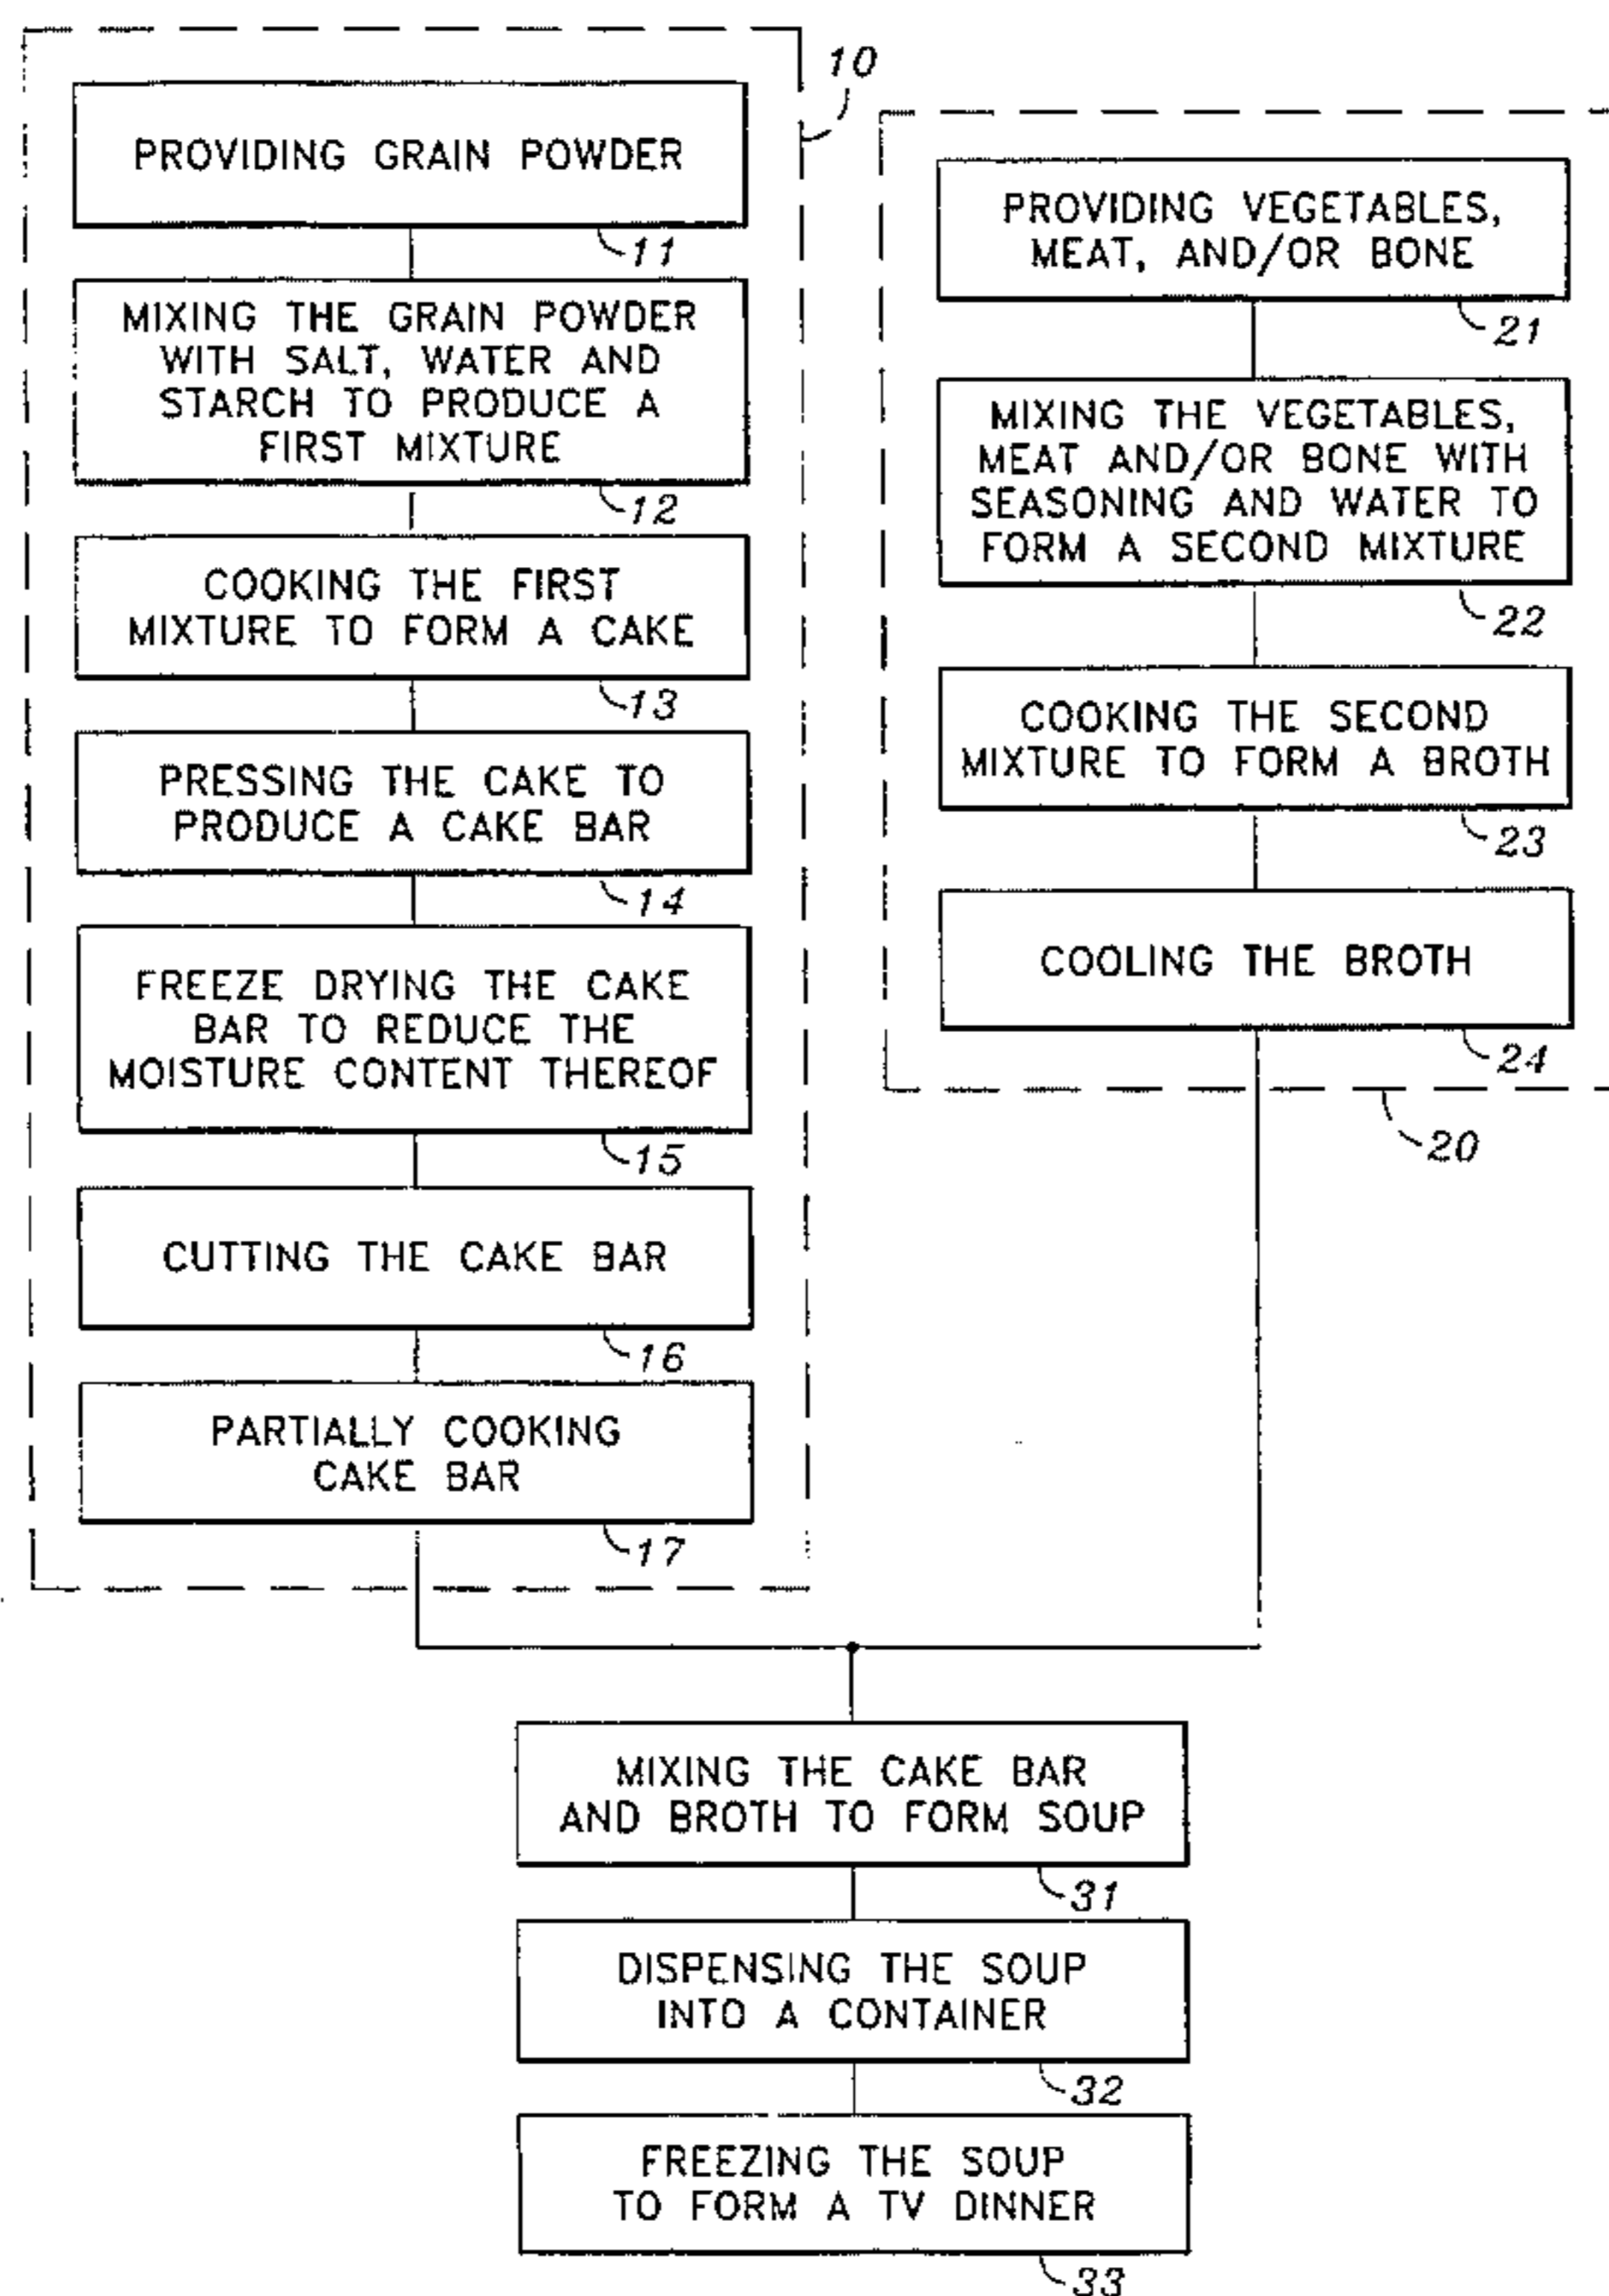 10
PROVIDING GRAIN POWDER
11
MIXING THE GRAIN POWDER
WITH SALT, WATER AND
STARCH TO PRODUCE A
FIRST MIXTURE
12
COOKING THE FIRST
MIXTURE TO FORM A CAKE
13
PRESSING THE CAKE TO
PRODUCE A CAKE BAR
14
FREEZE DRYING THE CAKE
BAR TO REDUCE THE
MOISTURE CONTENT THEREOF
15
CUTTING THE CAKE BAR
16
PARTIALLY COOKING
CAKE BAR
17
PROVIDING VEGETABLES,
MEAT, AND/OR BONE
21
MIXING THE VEGETABLES,
MEAT AND/OR BONE WITH
SEASONING AND WATER TO
FORM A SECOND MIXTURE
22
COOKING THE SECOND
MIXTURE TO FORM A BROTH
23
COOLING THE BROTH
24
20
MIXING THE CAKE BAR
AND BROTH TO FORM SOUP
31
DISPENSING THE SOUP
INTO A CONTAINER
32
FREEZING THE SOUP
TO FORM A TV DINNER
33